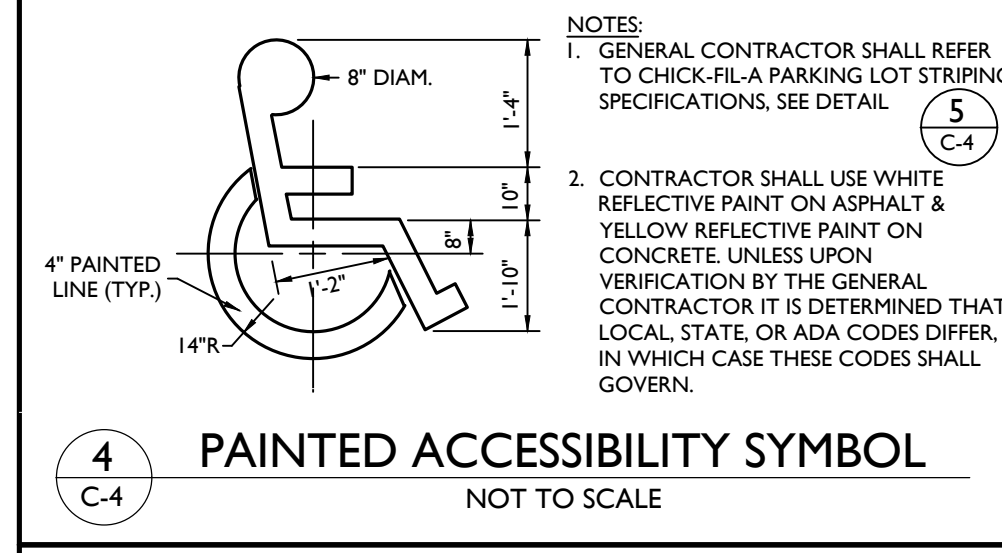 8" DIAM.
1'-4"
10"
8"
1'-10"
1'-2"
4" PAINTED
LINE (TYP.)
14"R
NOTES:
1. GENERAL CONTRACTOR SHALL REFER
TO CHICK-FIL-A PARKING LOT STRIPING
SPECIFICATIONS, SEE DETAIL
5
C-4
2. CONTRACTOR SHALL USE WHITE
REFLECTIVE PAINT ON ASPHALT &
YELLOW REFLECTIVE PAINT ON
CONCRETE. UNLESS UPON
VERIFICATION BY THE GENERAL
CONTRACTOR IT IS DETERMINED THAT
LOCAL, STATE, OR ADA CODES DIFFER,
IN WHICH CASE THESE CODES SHALL
GOVERN.
4
C-4
PAINTED ACCESSIBILITY SYMBOL
NOT TO SCALE